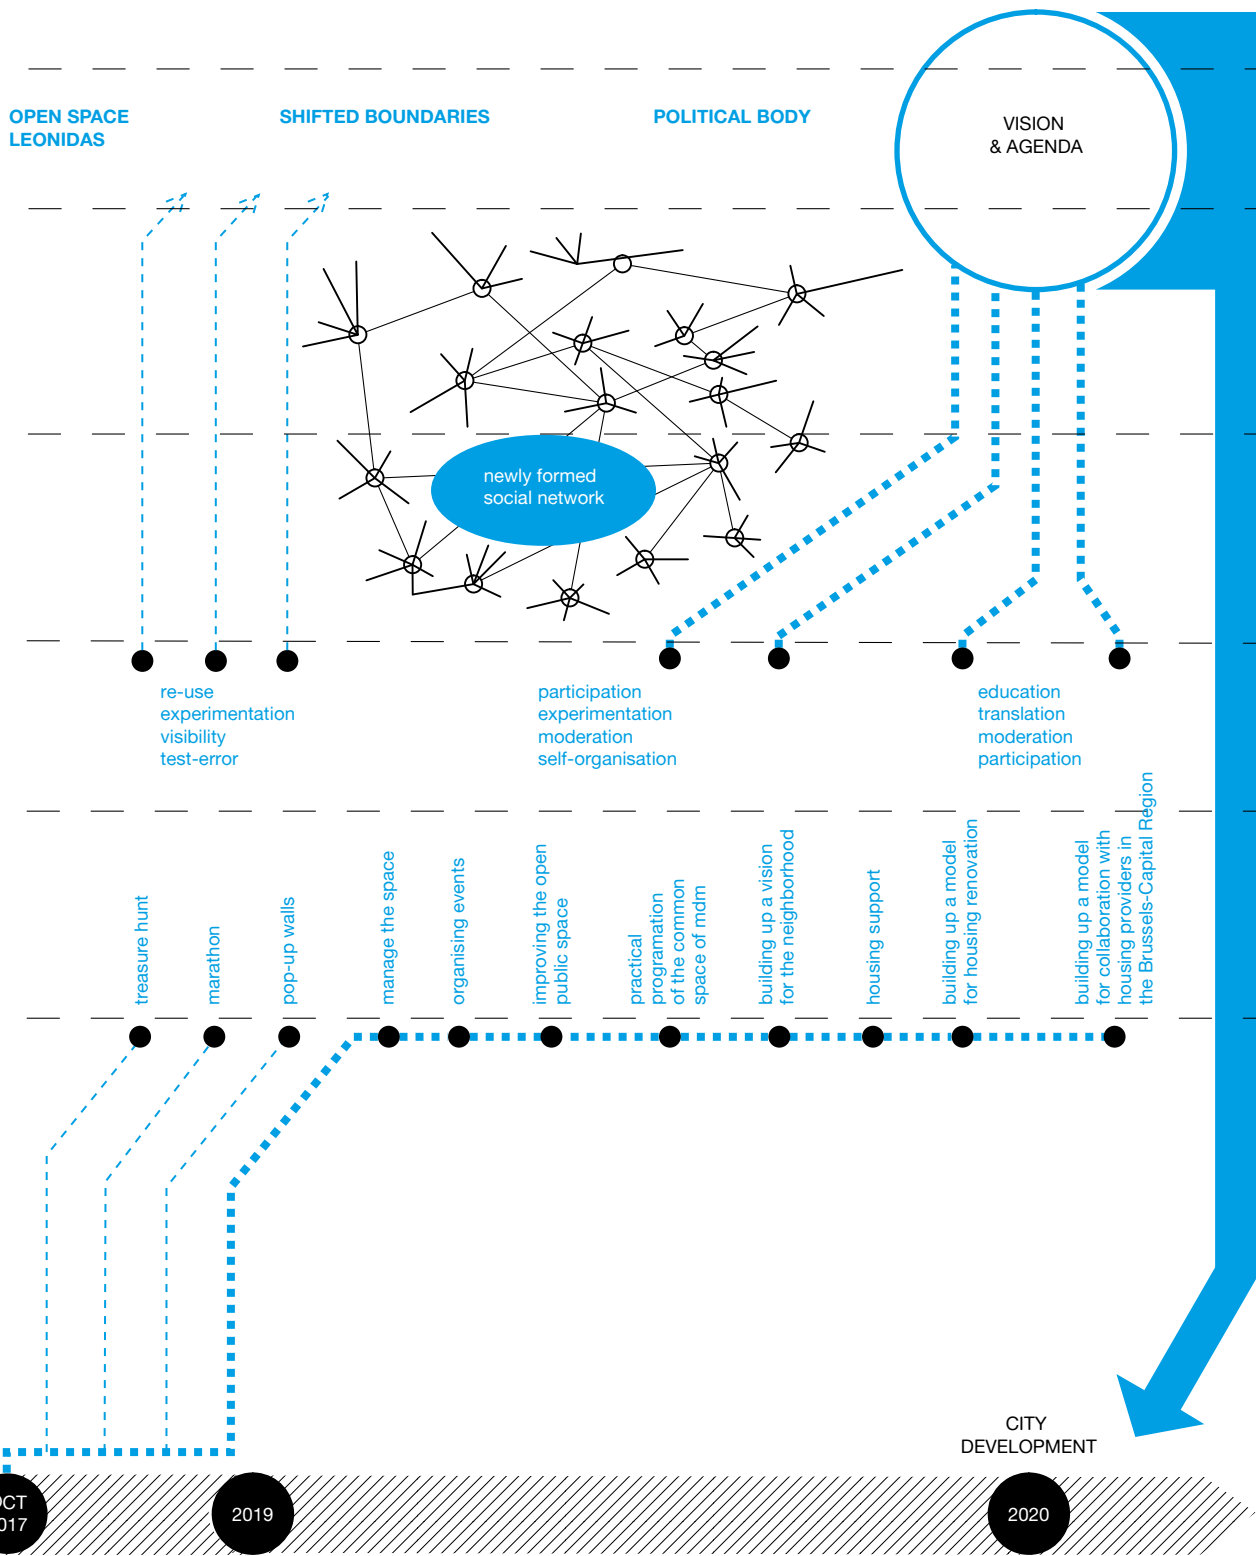 OPEN SPACE
LEONIDAS
SHIFTED BOUNDARIES
POLITICAL BODY
VISION
& AGENDA
newly formed
social network
re-use
experimentation
visibility
test-error
participation
experimentation
moderation
self-organisation
education
translation
moderation
participation
treasure hunt
marathon
pop-up walls
manage the space
organising events
improving the open
public space
practical
programation
of the common
space of mdm
building up a vision
for the neighborhood
housing support
building up a model
for housing renovation
building up a model
for collaboration with
housing providers in
the Brussels-Capital Region
CITY
DEVELOPMENT
OCT
2017
2019
2020